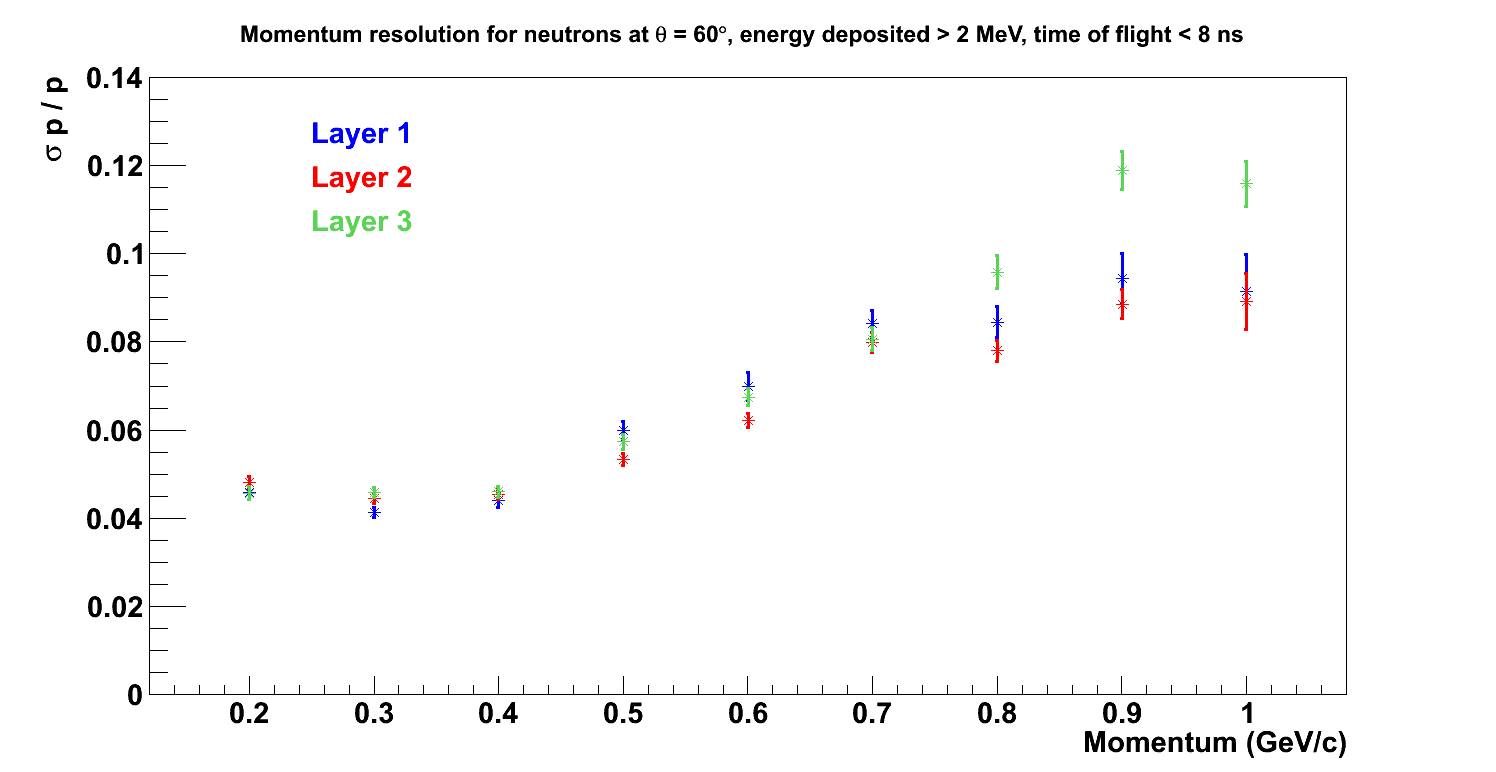 Momentum resolution for neutrons at θ = 60°, energy deposited > 2 MeV, time of flight < 8 ns
σ p / p
0.14
0.12
0.1
0.08
0.06
0.04
0.02
0
Layer 1
Layer 2
Layer 3
0.2 0.3 0.4 0.5 0.6 0.7 0.8 0.9 1
Momentum (GeV/c)